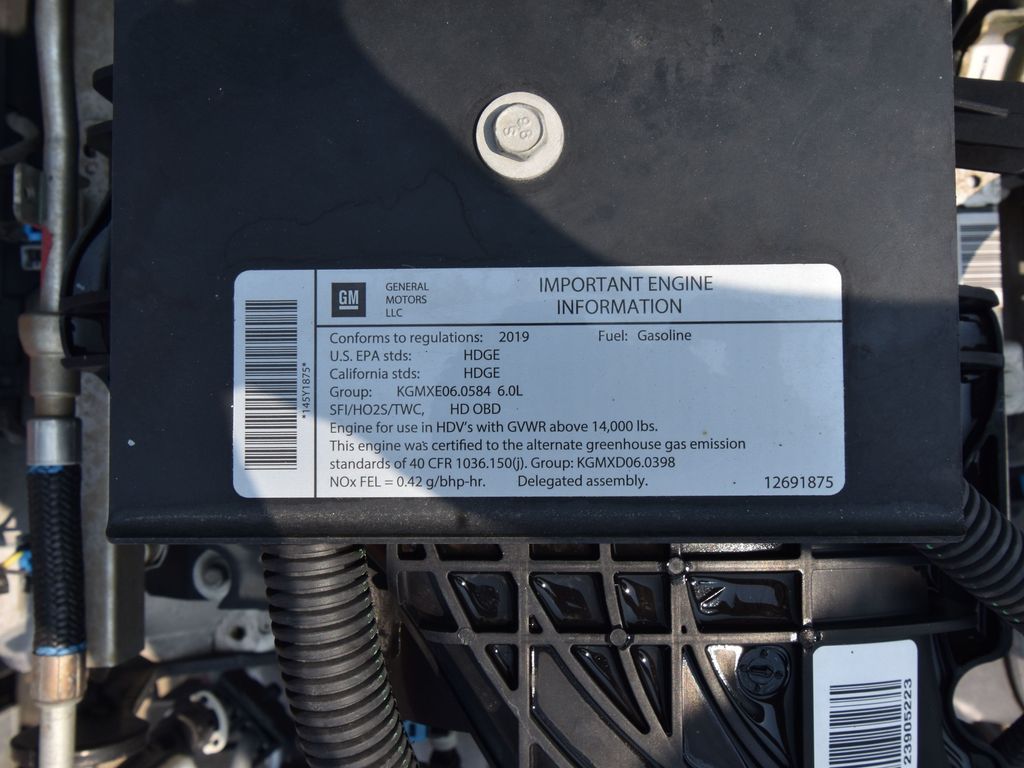 8.8
S
GM
GENERAL
MOTORS
LLC
IMPORTANT ENGINE
INFORMATION
*145Y1875*
Conforms to regulations: 2019 Fuel: Gasoline
U.S. EPA stds: HDGE
California stds: HDGE
Group: KGMXE06.0584 6.0L
SFI/HO2S/TWC, HD OBD
Engine for use in HDV's with GVWR above 14,000 lbs.
This engine was certified to the alternate greenhouse gas emission
standards of 40 CFR 1036.150(j). Group: KGMXD06.0398
NOx FEL = 0.42 g/bhp-hr. Delegated assembly.
12691875
23905223